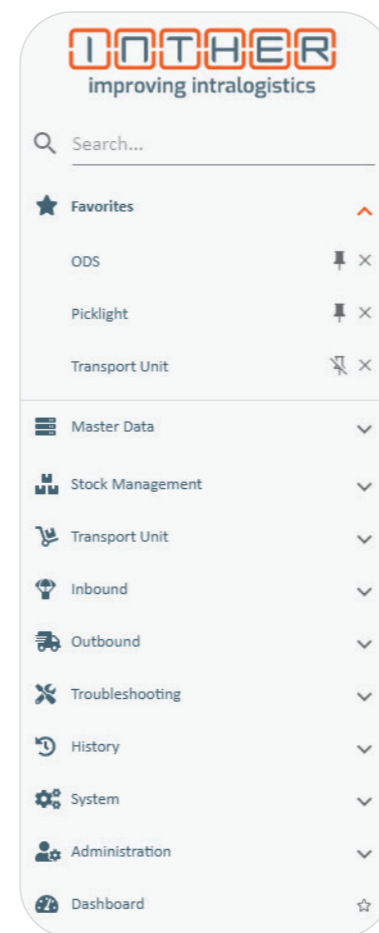 INTHER
improving intralogistics
Search...
Favorites
ODS
Picklight
Transport Unit
Master Data
Stock Management
Transport Unit
Inbound
Outbound
Troubleshooting
History
System
Administration
Dashboard